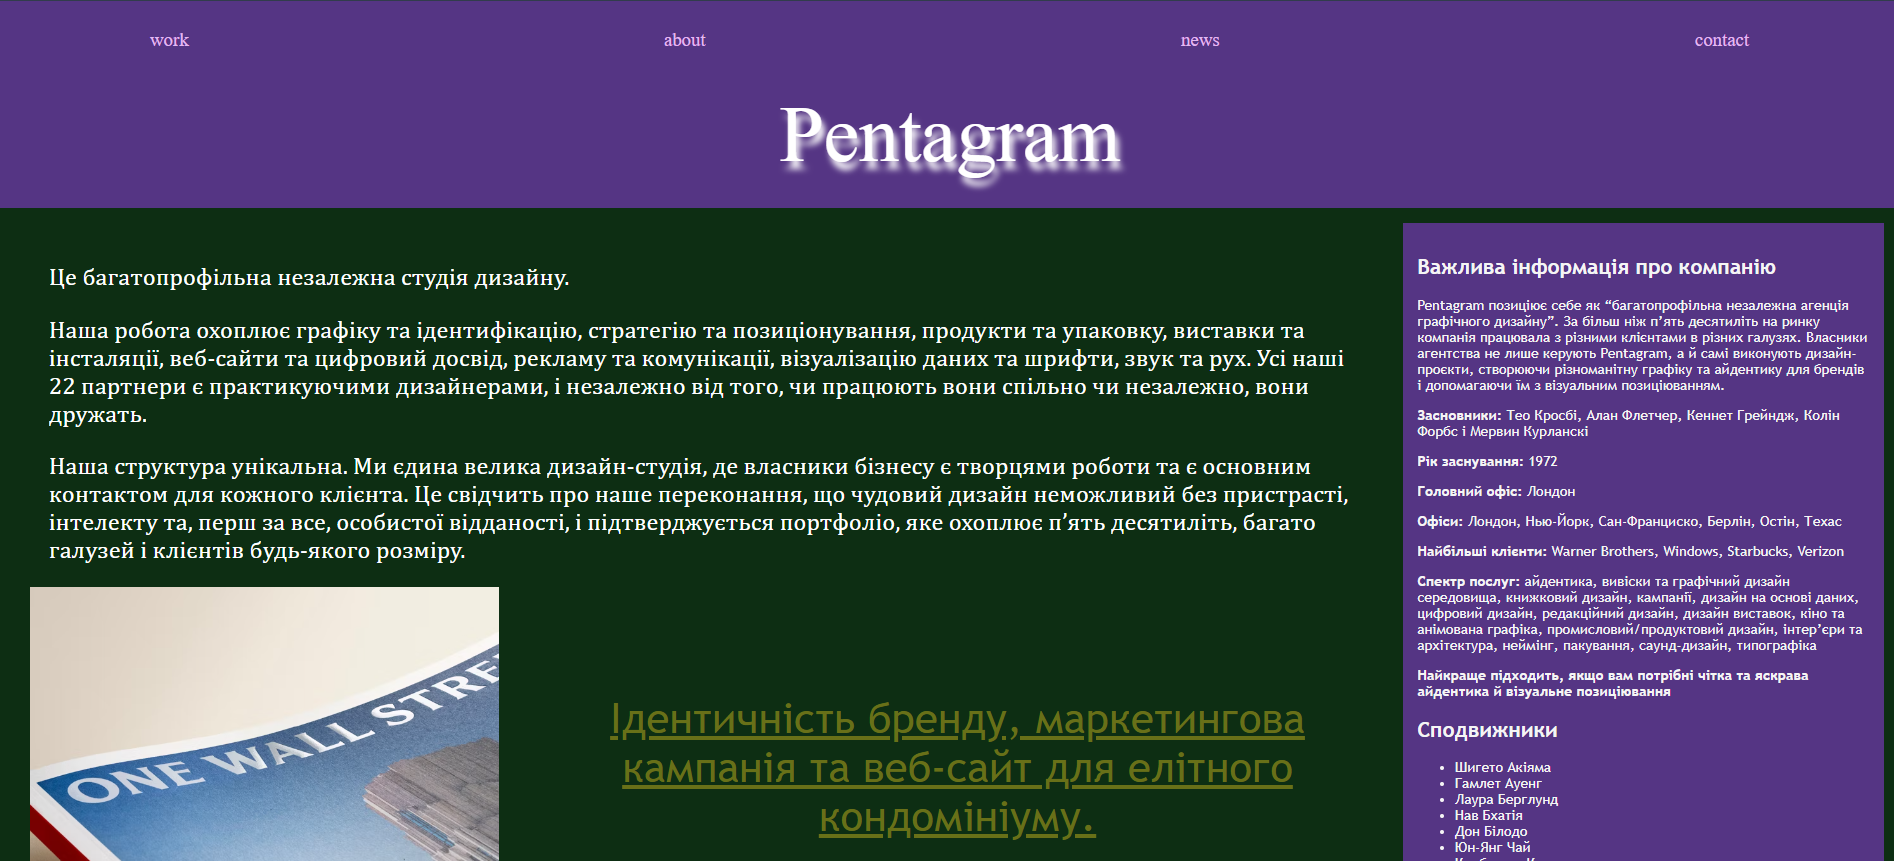 work about news contact
Pentagram
Це багатопрофільна незалежна студія дизайну.
Наша робота охоплює графіку та ідентифікацію, стратегію та позиціонування, продукти та упаковку, виставки та
інсталяції, веб-сайти та цифровий досвід, рекламу та комунікації, візуалізацію даних та шрифти, звук та рух. Усі наші
22 партнери є практикуючими дизайнерами, і незалежно від того, чи працюють вони спільно чи незалежно, вони
дружать.
Наша структура унікальна. Ми єдина велика дизайн-студія, де власники бізнесу є творцями роботи та є основним
контактом для кожного клієнта. Це свідчить про наше переконання, що чудовий дизайн неможливий без пристрасті,
інтелекту та, перш за все, особистої відданості, і підтверджується портфоліо, яке охоплює п’ять десятиліть, багато
галузей і клієнтів будь-якого розміру.
ONE WALL STRE
Ідентичність бренду, маркетингова
кампанія та веб-сайт для елітного
кондомініуму.
Важлива інформація про компанію
Pentagram позиціює себе як “багатопрофільна незалежна агенція
графічного дизайну”. За більш ніж п’ять десятиліть на ринку
компанія працювала з різними клієнтами в різних галузях. Власники
агентства не лише керують Pentagram, а й самі виконують дизайн-
проєкти, створюючи різноманітну графіку та айдентику для брендів
і допомагаючи їм з візуальним позиціюванням.
Засновники: Тео Кросбі, Алан Флетчер, Кеннет Грейндж, Колін
Форбс і Мервин Курланскі
Рік заснування: 1972
Головний офіс: Лондон
Офіси: Лондон, Нью-Йорк, Сан-Франциско, Берлін, Остін, Техас
Найбільші клієнти: Warner Brothers, Windows, Starbucks, Verizon
Спектр послуг: айдентика, вивіски та графічний дизайн
середовища, книжковий дизайн, кампанії, дизайн на основі даних,
цифровий дизайн, редакційний дизайн, дизайн виставок, кіно та
анімована графіка, промисловий/продуктовий дизайн, інтер’єри та
архітектура, неймінг, пакування, саунд-дизайн, типографіка
Найкраще підходить, якщо вам потрібні чітка та яскрава
айдентика й візуальне позиціювання
Сподвижники
• Шигето Акіяма
• Гамлет Ауенг
• Лаура Берглунд
• Нав Бхатія
• Дон Білодо
• Юн-Янг Чай